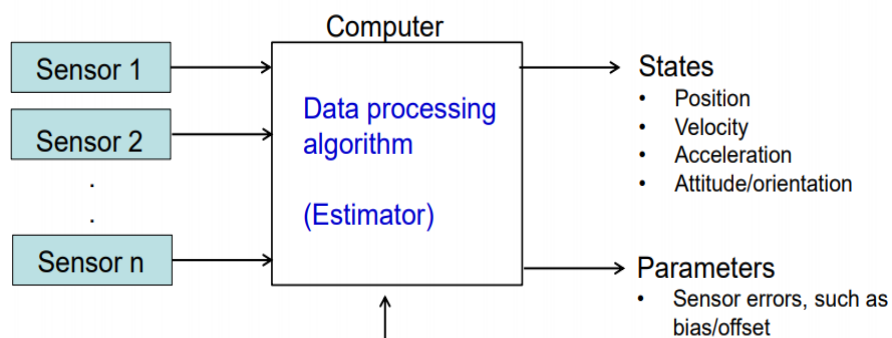 Computer
Sensor 1
Sensor 2
.
.
Sensor n
Data processing
algorithm
(Estimator)
States
• Position
• Velocity
• Acceleration
• Attitude/orientation
Parameters
• Sensor errors, such as
bias/offset